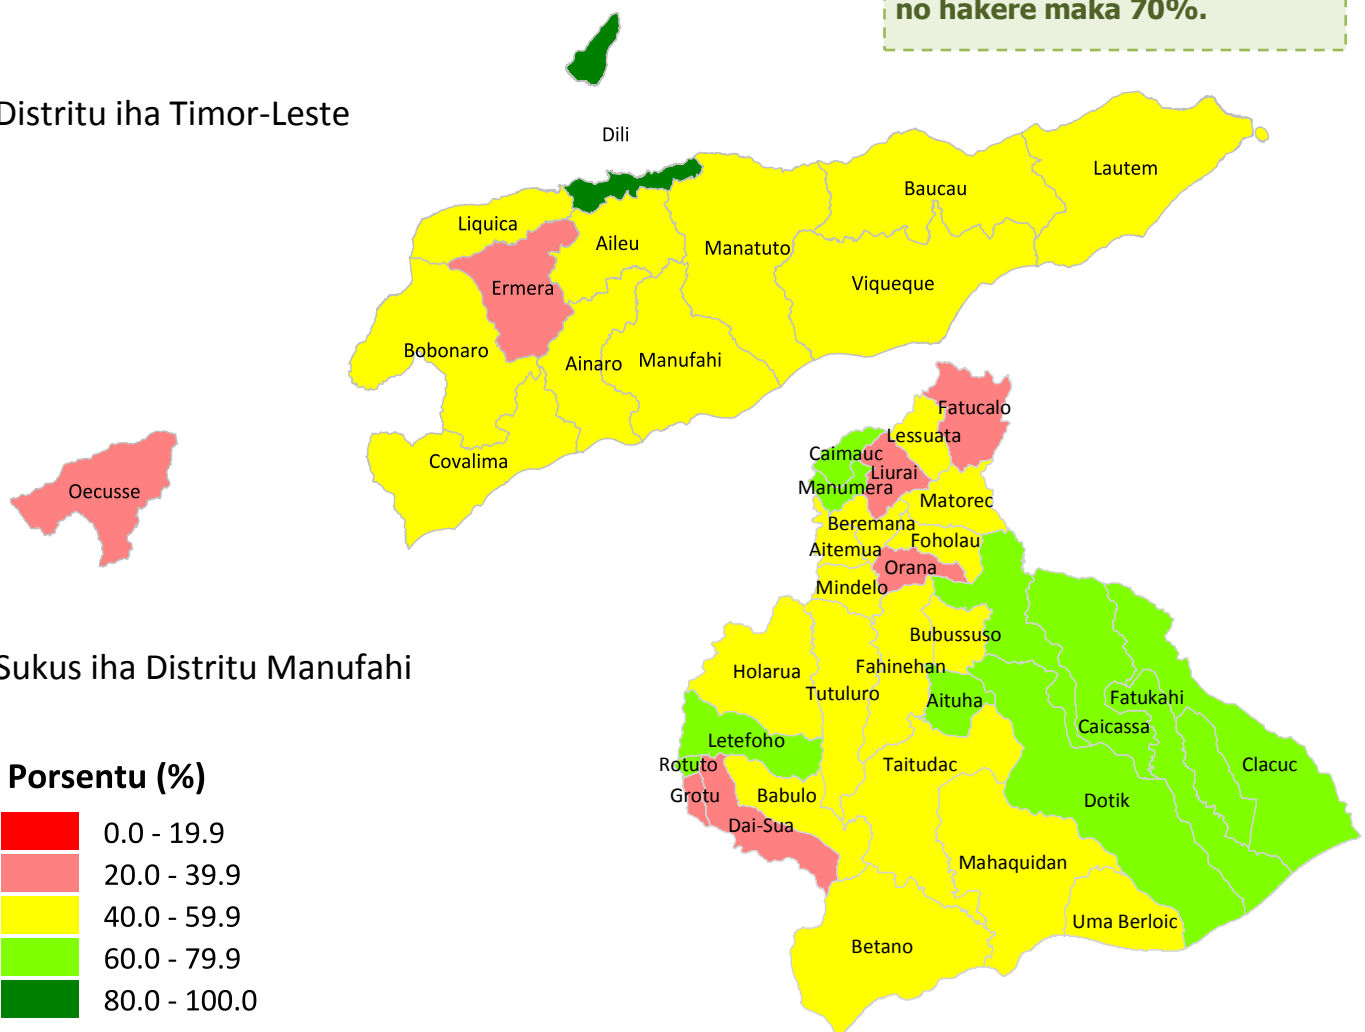 no hakere maka 70%.
Distritu iha Timor-Leste
Dili
Lautem
Baucau
Liquica
Aileu
Manatuto
Viqueque
Ermera
Bobonaro
Ainaro
Manufahi
Covalima
Oecusse
Fatucalo
Lessuata
Caimauc
Liurai
Manumera
Matorec
Beremana
Foholau
Aitemua
Orana
Mindelo
Bubussuso
Sukus iha Distritu Manufahi
Holarua
Fahinehan
Tutuluro
Aituha
Fatukahi
Caicassa
Letefoho
Rotuto
Taitudac
Clacuc
Grotu
Babulo
Dotik
Dai-Sua
Mahaquidan
Uma Berloic
Betano
Porsentu (%)
0.0 - 19.9
20.0 - 39.9
40.0 - 59.9
60.0 - 79.9
80.0 - 100.0